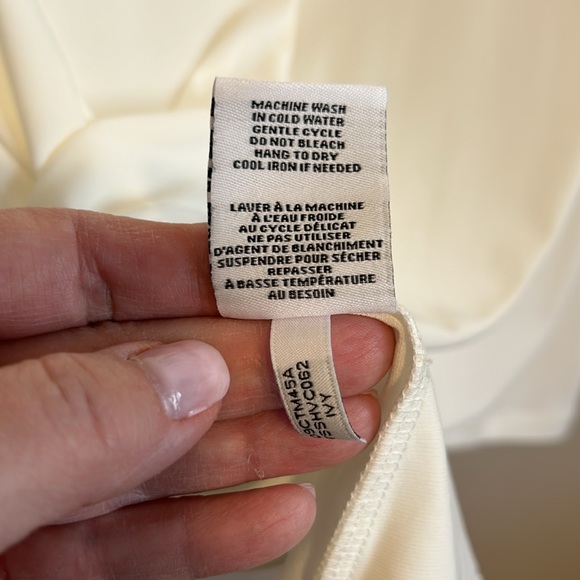 MACHINE WASH
IN COLD WATER
GENTLE CYCLE
DO NOT BLEACH
HANG TO DRY
COOL IRON IF NEEDED
LAVER À LA MACHINE
À L'EAU FROIDE
AU CYCLE DÉLICAT
NE PAS UTILISER
D'AGENT DE BLANCHIMENT
SUSPENDRE POUR SÉCHER
REPASSER
À BASSE TEMPÉRATURE
AU BESOIN
IVY